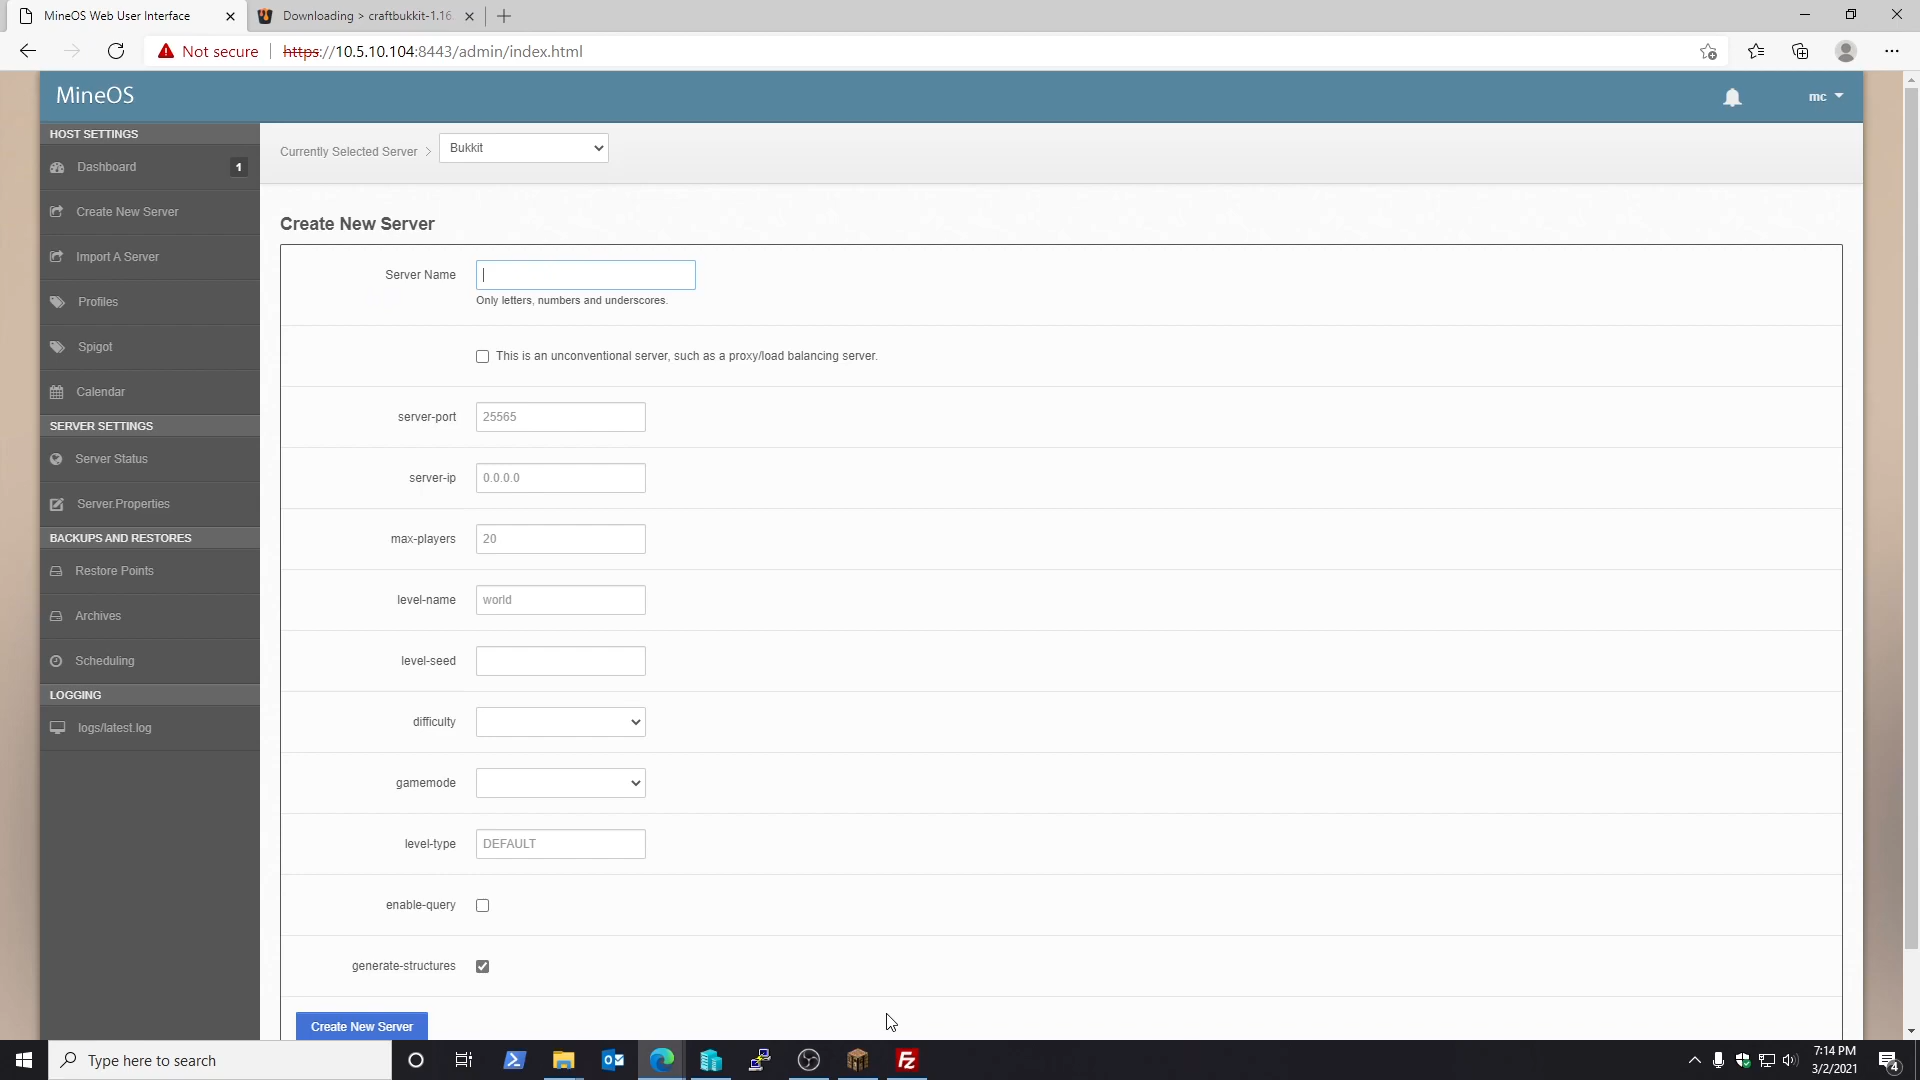 MineOS Web User Interface
Downloading > craftbukkit-1.16.
Not secure
https://10.5.10.104:8443/admin/index.html
MineOS
mc
HOST SETTINGS
Dashboard 1
Create New Server
Import A Server
Profiles
Spigot
Calendar
SERVER SETTINGS
Server Status
Server.Properties
BACKUPS AND RESTORES
Restore Points
Archives
Scheduling
LOGGING
logs/latest.log
Currently Selected Server > Bukkit
Create New Server
Server Name
Only letters, numbers and underscores.
This is an unconventional server, such as a proxy/load balancing server.
server-port 25565
server-ip 0.0.0.0
max-players 20
level-name world
level-seed
difficulty
gamemode
level-type DEFAULT
enable-query
generate-structures
Create New Server
Type here to search
7:14 PM
3/2/2021
4